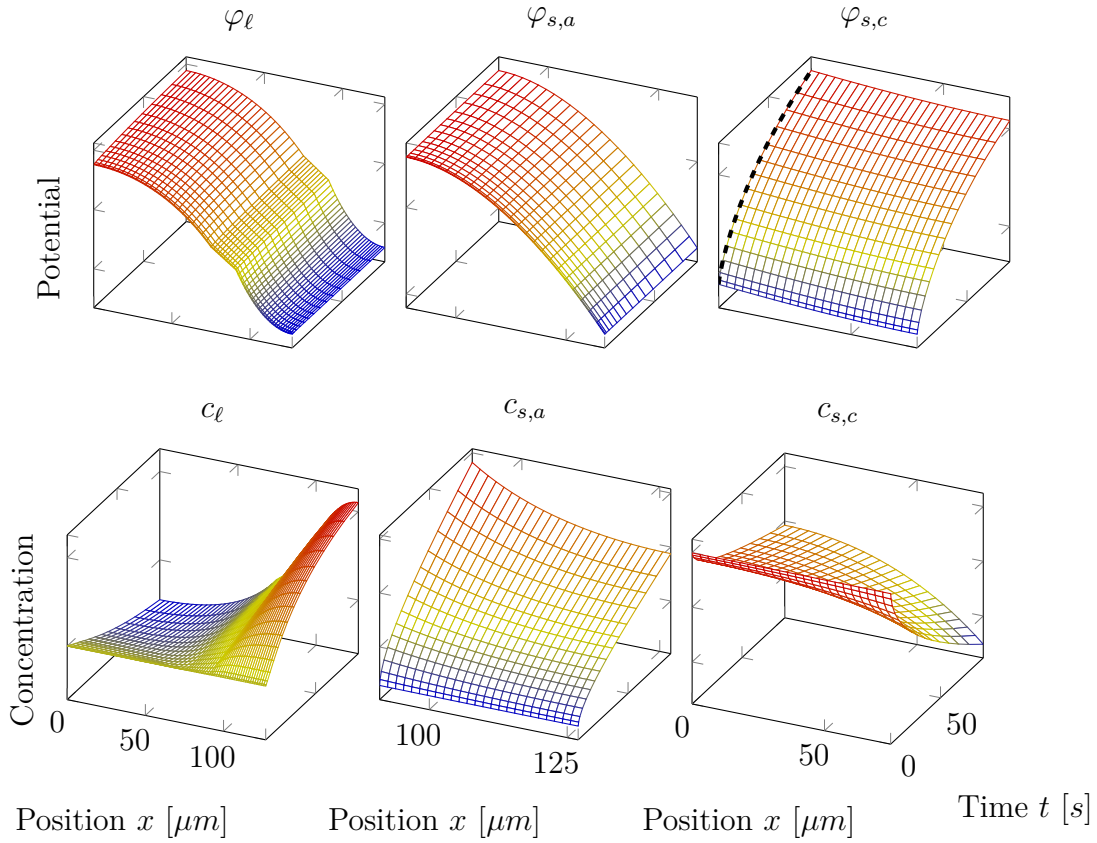 φℓ φs,a φs,c
Potential
cℓ cs,a cs,c
Concentration
0 50 100
100 125
0 50
0 50
Position x [μm] Position x [μm] Position x [μm] Time t [s]